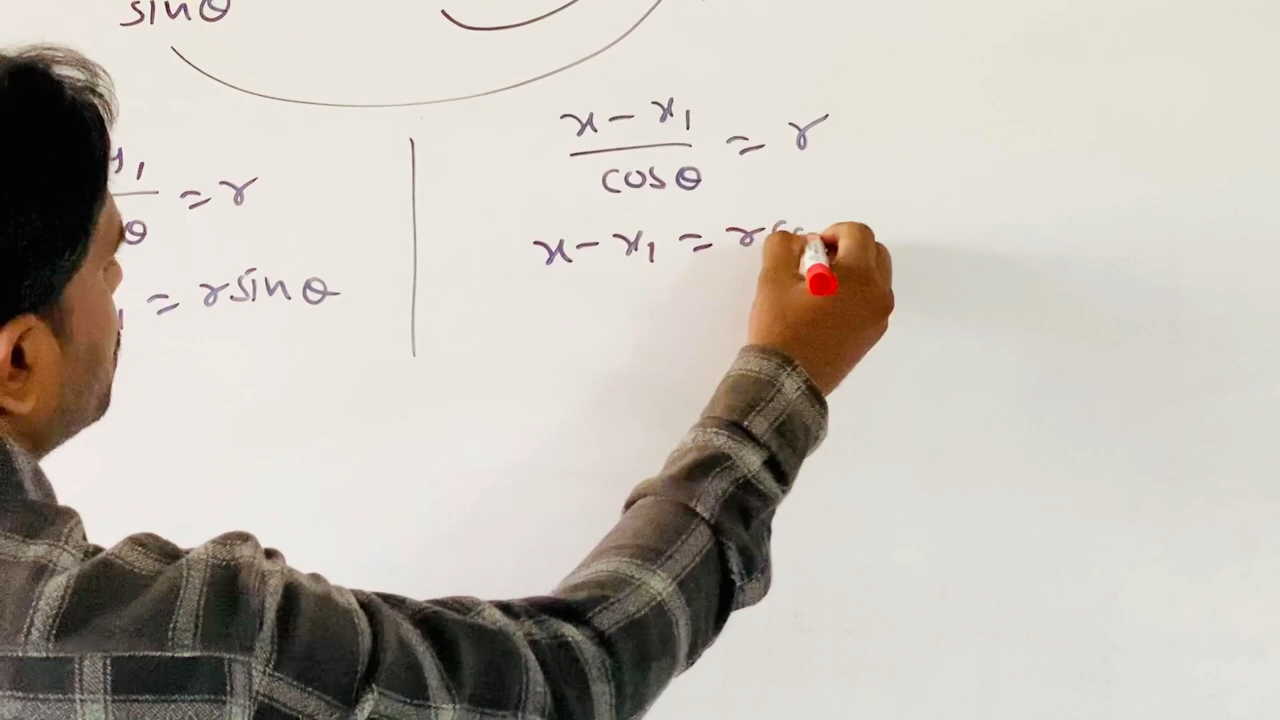 sinθ
y₁
θ = r
= r sinθ
x - x₁
cosθ = r
x - x₁ = r